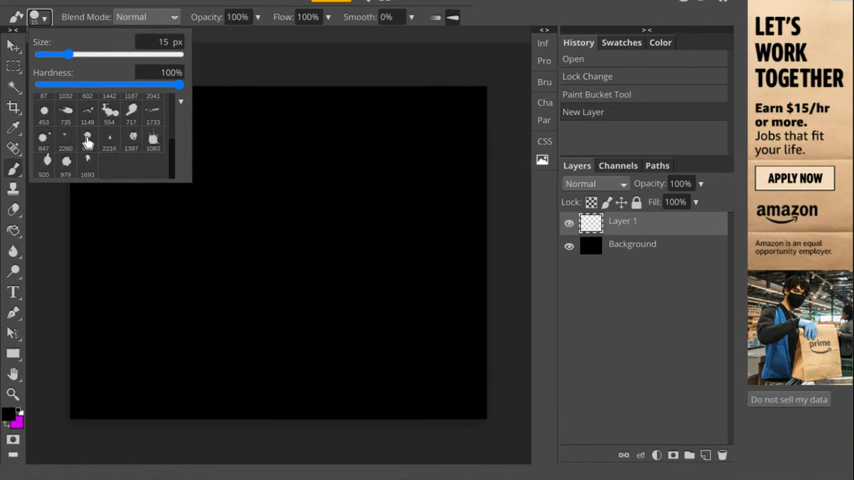 15
Blend Mode: Normal
Opacity: 100%
Flow: 100%
Smooth: 0%
Size: 15 px
Hardness: 100%
87 1032 602 1442 1187 2041
453 735 1149 554 717 1733
847 2260 2216 1397 1083
920 979 1693
Inf
Pro
Bru
Cha
Par
CSS
History Swatches Color
Open
Lock Change
Paint Bucket Tool
New Layer
Layers Channels Paths
Normal Opacity: 100%
Lock: Fill: 100%
Layer 1
Background
eff
LET'S
WORK
TOGETHER
Earn $15/hr
or more.
Jobs that fit
your life.
APPLY NOW
amazon
Amazon is an equal
opportunity employer.
prime
Do not sell my data